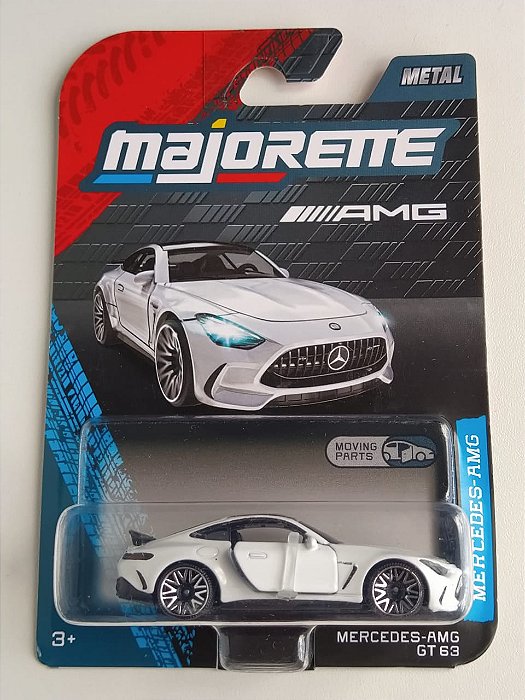 METAL
majorette
AMG
MOVING
PARTS
MERCEDES-AMG
3+
MERCEDES-AMG
GT 63